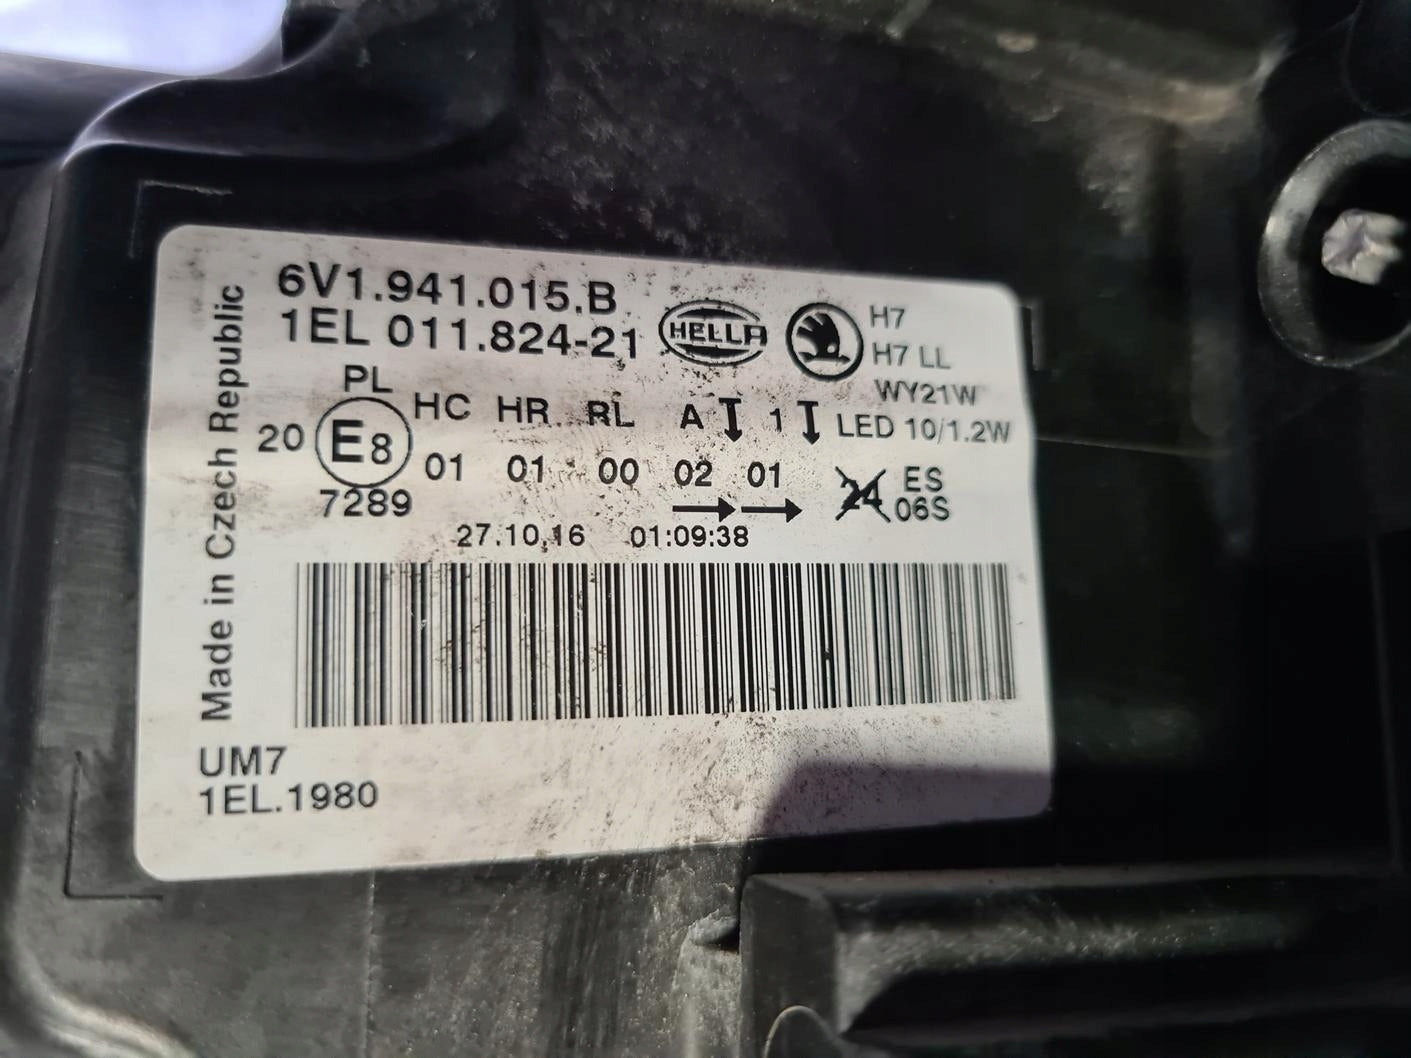 6V1.941.015.B
1EL 011.824-21
HELLA
H7
H7 LL
WY21W
LED 10/1.2W
PL
20 E8 HC HR RL A 1
01 01 00 02 01
7289
24 ES
06S
27.10.16 01:09:38
Made in Czech Republic
UM7
1EL.1980